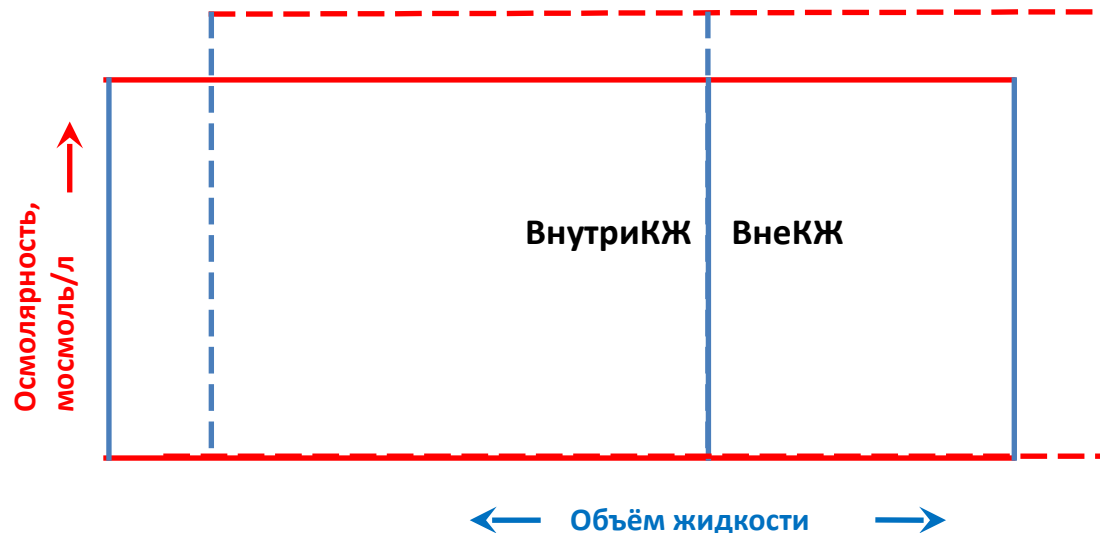 Осмолярность,
мосмоль/л
ВнутриКЖ
ВнеКЖ
Объём жидкости